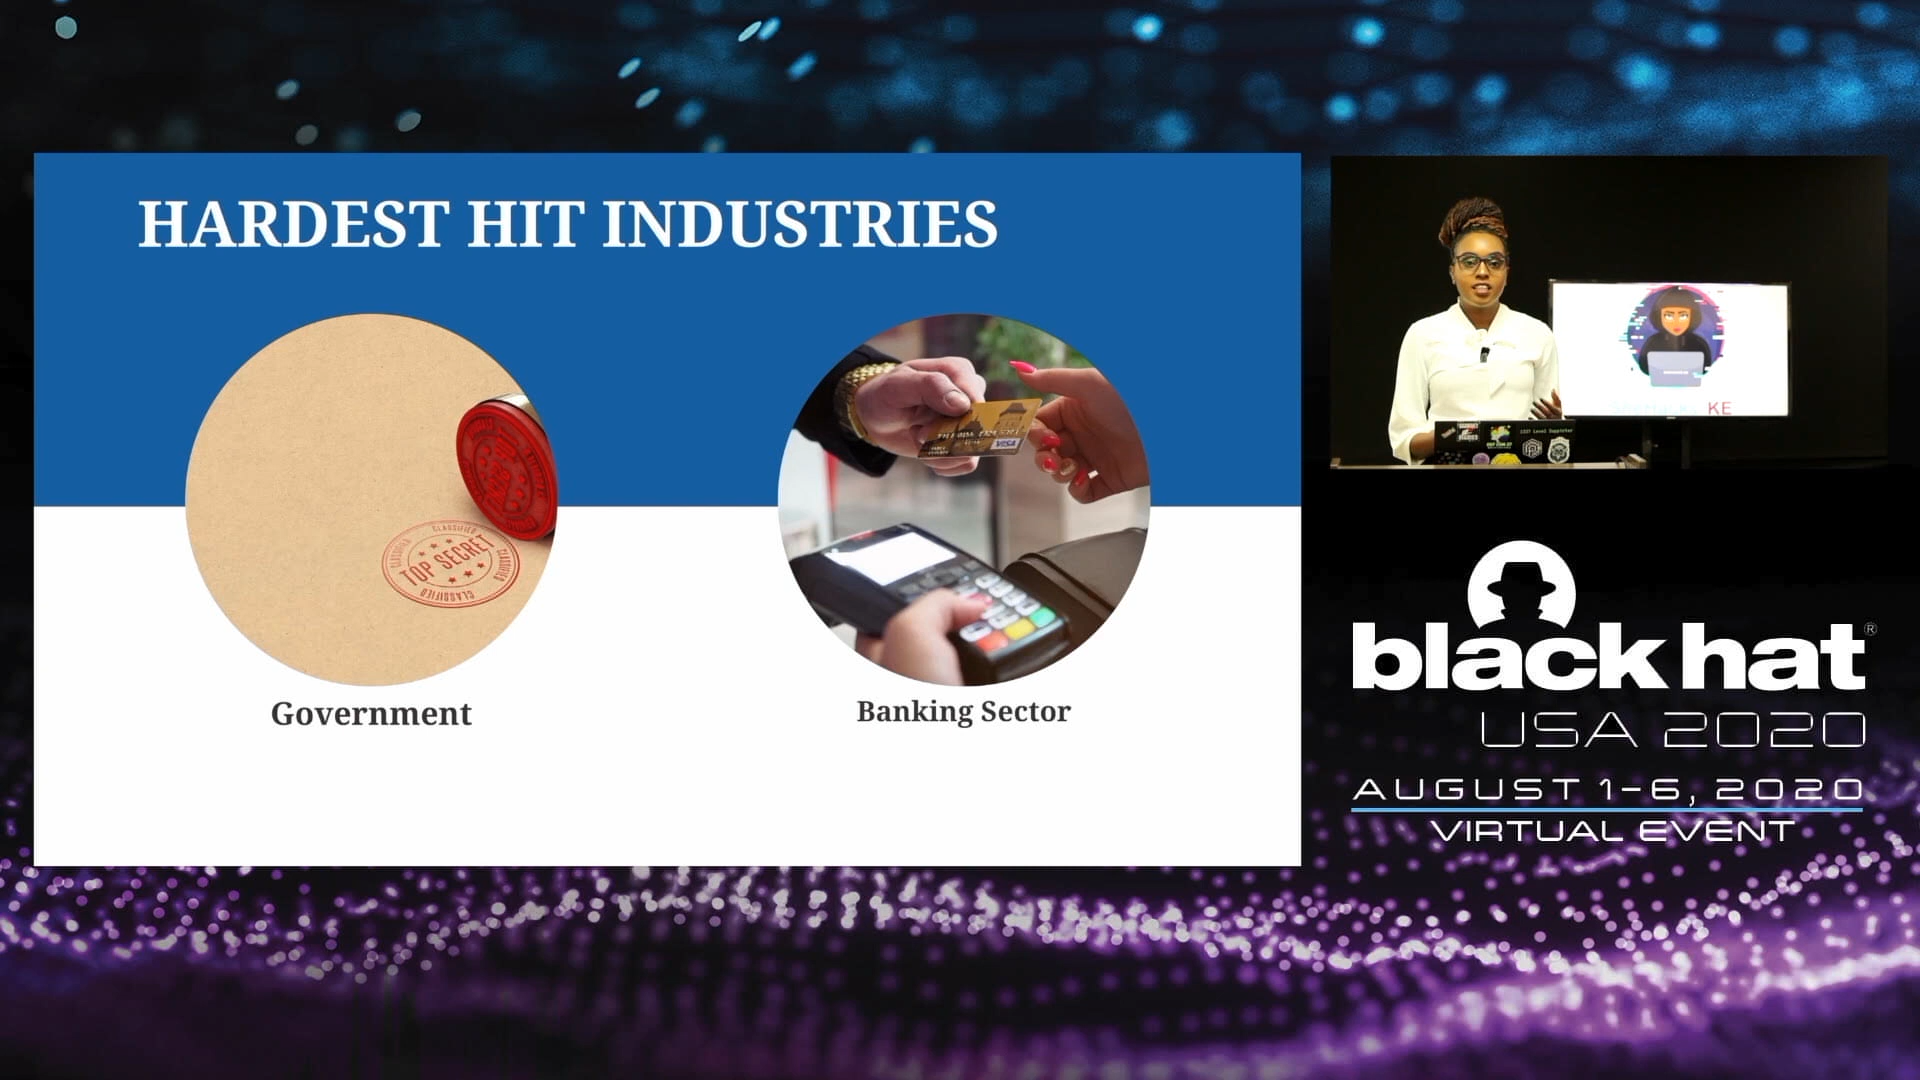 HARDEST HIT INDUSTRIES
CLASSIFIED
TOP SECRET
CLASSIFIED
VISA
Government
Banking Sector
KE
black hat®
USA 2020
AUGUST 1-6, 2020
VIRTUAL EVENT